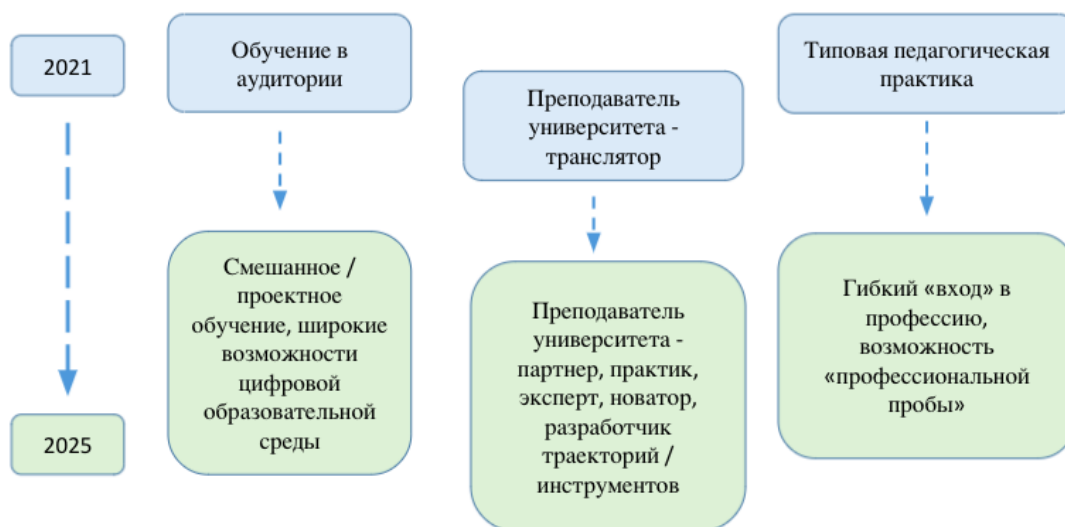 2021
Обучение в
аудитории
Преподаватель
университета -
транслятор
Типовая педагогическая
практика
2025
Смешанное /
проектное
обучение, широкие
возможности
цифровой
образовательной
среды
Преподаватель
университета -
партнер, практик,
эксперт, новатор,
разработчик
траекторий /
инструментов
Гибкий «вход» в
профессию,
возможность
«профессиональной
пробы»